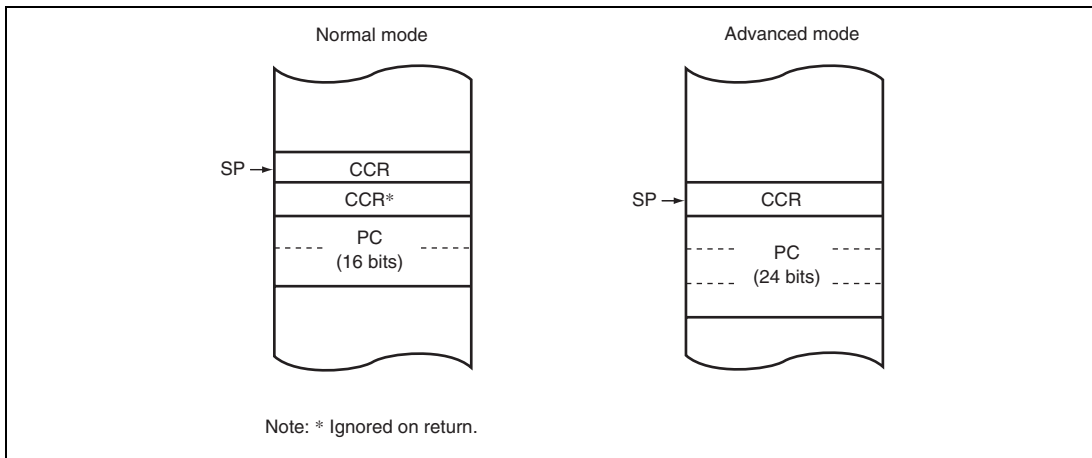 Normal mode
SP
CCR
CCR*
PC
(16 bits)
Advanced mode
SP
CCR
PC
(24 bits)
Note: * Ignored on return.